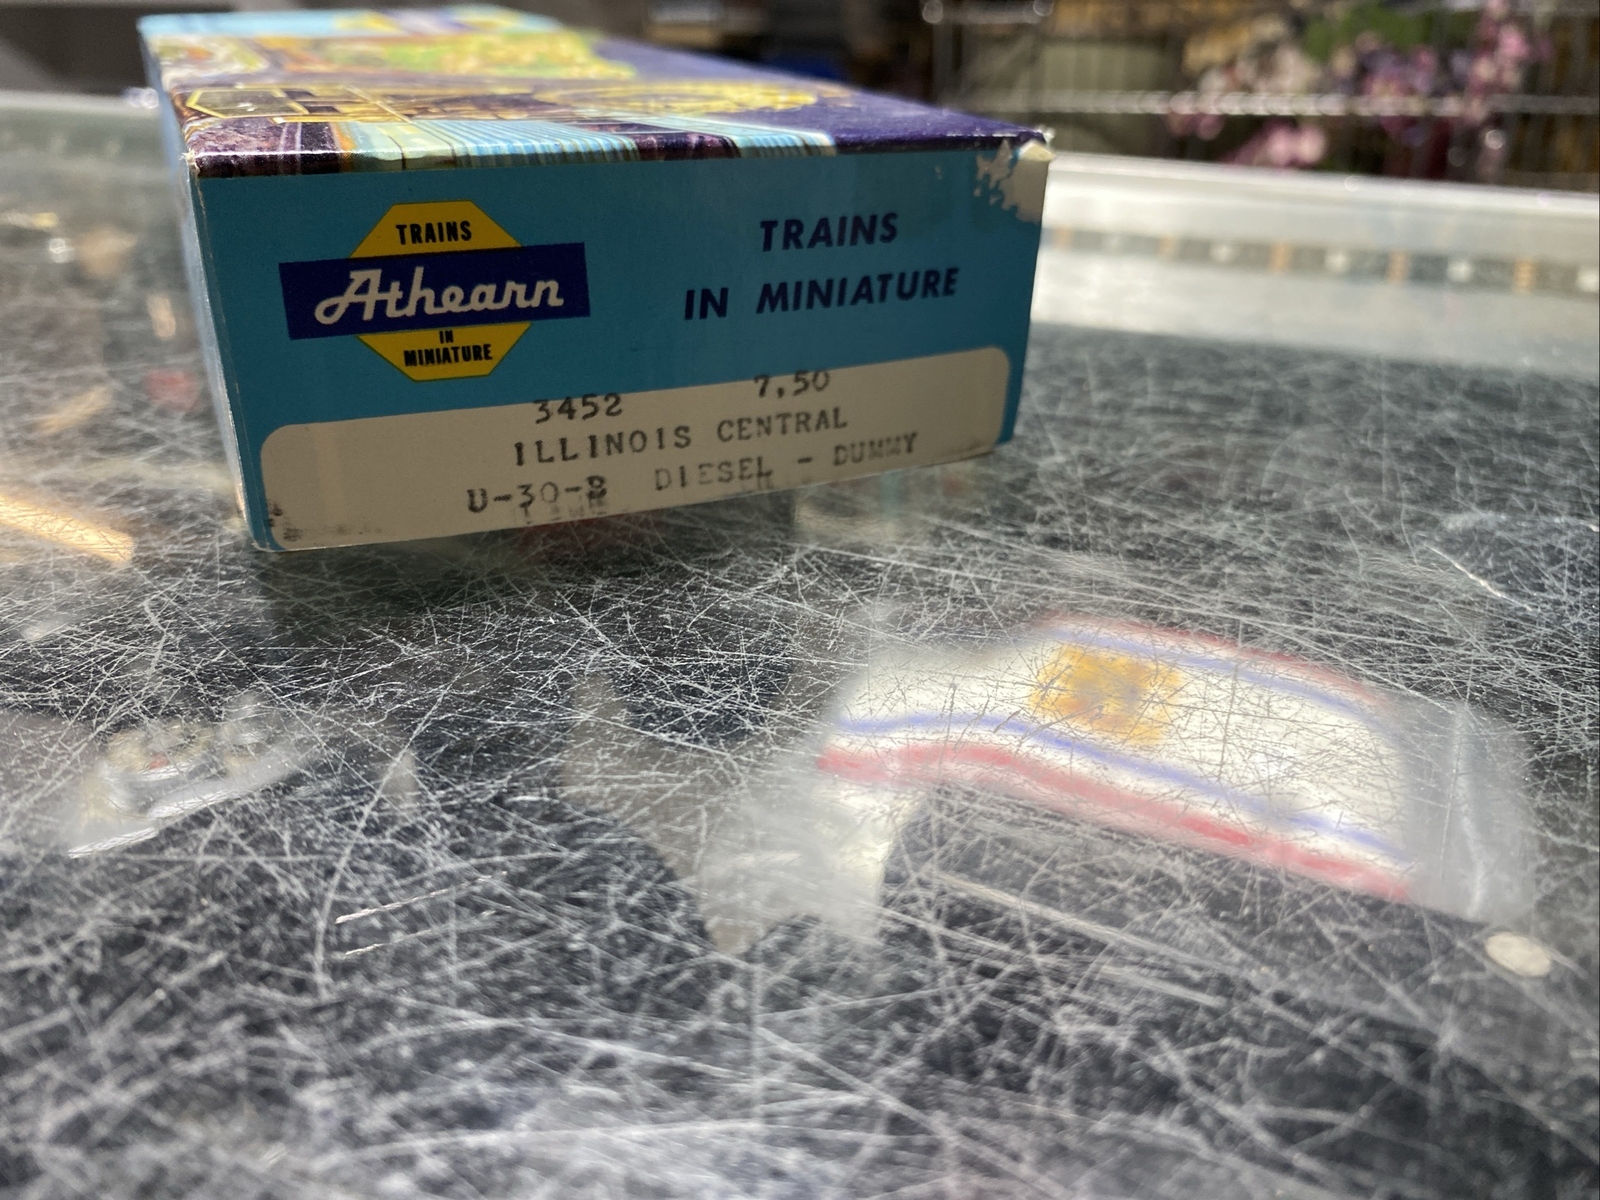 TRAINS
Athearn
IN
MINIATURE
TRAINS
IN MINIATURE
3452 7.50
ILLINOIS CENTRAL
U-30-B DIESEL - DUMMY